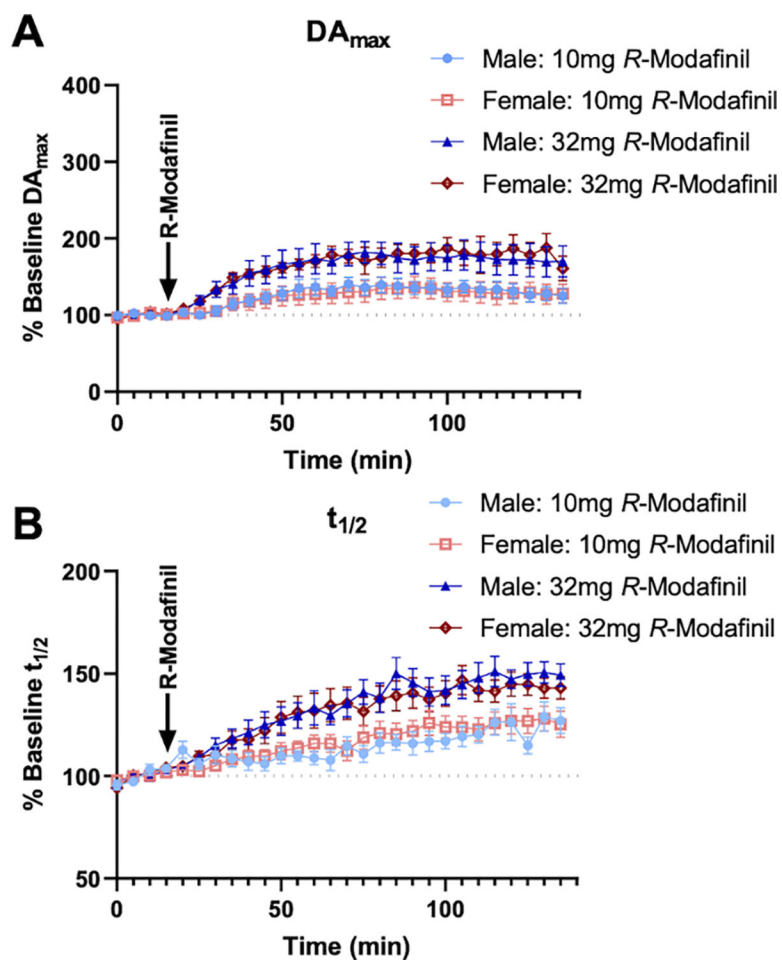 A
DAmax
Male: 10mg R-Modafinil
Female: 10mg R-Modafinil
Male: 32mg R-Modafinil
Female: 32mg R-Modafinil
R-Modafinil
% Baseline DAmax
400
300
200
100
0
0
50
100
Time (min)
B
t1/2
Male: 10mg R-Modafinil
Female: 10mg R-Modafinil
Male: 32mg R-Modafinil
Female: 32mg R-Modafinil
R-Modafinil
% Baseline t1/2
200
150
100
50
0
50
100
Time (min)